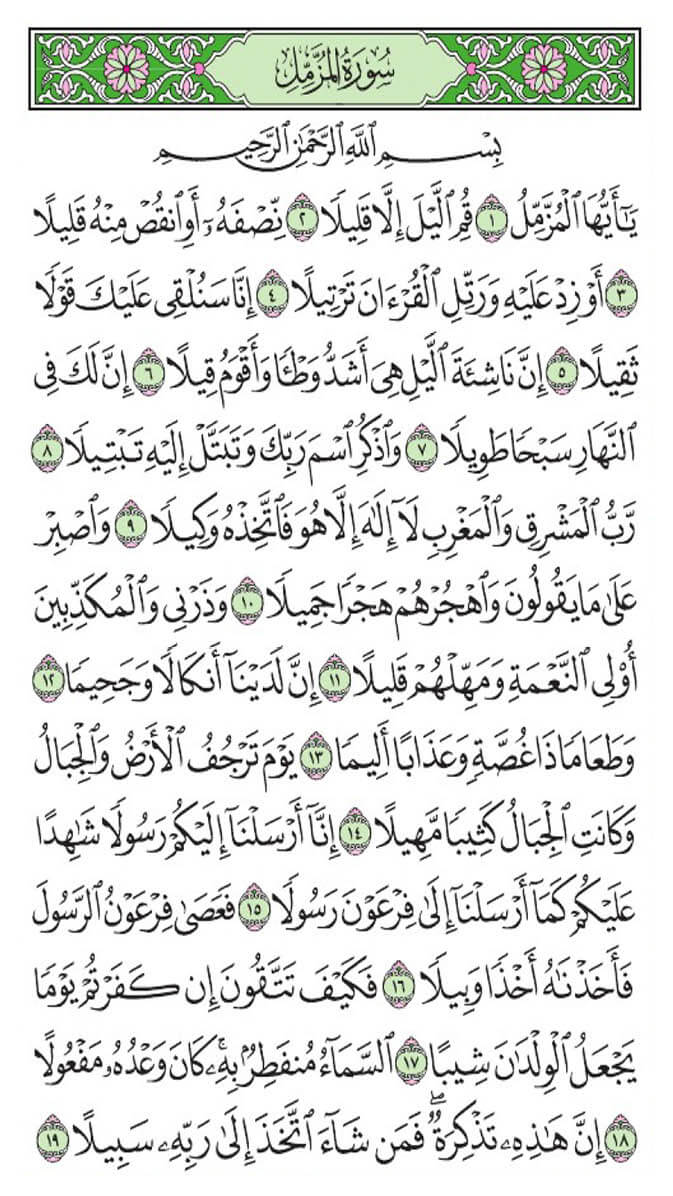 سُورَةُ المُزَّمِّل
بِسۡمِ ٱللَّهِ ٱلرَّحۡمَٰنِ ٱلرَّحِيمِ
يَٰٓأَيُّهَا ٱلۡمُزَّمِّلُ ١ قُمِ ٱلَّيۡلَ إِلَّا قَلِيلٗا ٢ نِّصۡفَهُۥٓ أَوِ ٱنقُصۡ مِنۡهُ قَلِيلًا
٣ أَوۡ زِدۡ عَلَيۡهِ وَرَتِّلِ ٱلۡقُرۡءَانَ تَرۡتِيلًا ٤ إِنَّا سَنُلۡقِي عَلَيۡكَ قَوۡلٗا
ثَقِيلًا ٥ إِنَّ نَاشِئَةَ ٱلَّيۡلِ هِيَ أَشَدُّ وَطۡـٔٗا وَأَقۡوَمُ قِيلًا ٦ إِنَّ لَكَ فِي
ٱلنَّهَارِ سَبۡحٗا طَوِيلٗا ٧ وَٱذۡكُرِ ٱسۡمَ رَبِّكَ وَتَبَتَّلۡ إِلَيۡهِ تَبۡتِيلٗا ٨
رَّبُّ ٱلۡمَشۡرِقِ وَٱلۡمَغۡرِبِ لَآ إِلَٰهَ إِلَّا هُوَ فَٱتَّخِذۡهُ وَكِيلٗا ٩ وَٱصۡبِرۡ
عَلَىٰ مَا يَقُولُونَ وَٱهۡجُرۡهُمۡ هَجۡرٗا جَمِيلٗا ١٠ وَذَرۡنِي وَٱلۡمُكَذِّبِينَ
أُوْلِي ٱلنَّعۡمَةِ وَمَهِّلۡهُمۡ قَلِيلًا ١١ إِنَّ لَدَيۡنَآ أَنكَالٗا وَجَحِيمٗا ١٢
وَطَعَامٗا ذَا غُصَّةٖ وَعَذَابًا أَلِيمٗا ١٣ يَوۡمَ تَرۡجُفُ ٱلۡأَرۡضُ وَٱلۡجِبَالُ
وَكَانَتِ ٱلۡجِبَالُ كَثِيبٗا مَّهِيلًا ١٤ إِنَّآ أَرۡسَلۡنَآ إِلَيۡكُمۡ رَسُولٗا شَٰهِدًا
عَلَيۡكُمۡ كَمَآ أَرۡسَلۡنَآ إِلَىٰ فِرۡعَوۡنَ رَسُولٗا ١٥ فَعَصَىٰ فِرۡعَوۡنُ ٱلرَّسُولَ
فَأَخَذۡنَٰهُ أَخۡذٗا وَبِيلٗا ١٦ فَكَيۡفَ تَتَّقُونَ إِن كَفَرۡتُمۡ يَوۡمٗا
يَجۡعَلُ ٱلۡوِلۡدَٰنَ شِيبًا ١٧ ٱلسَّمَآءُ مُنفَطِرُۢ بِهِۦۚ كَانَ وَعۡدُهُۥ مَفۡعُولًا
١٨ إِنَّ هَٰذِهِۦ تَذۡكِرَةٞۖ فَمَن شَآءَ ٱتَّخَذَ إِلَىٰ رَبِّهِۦ سَبِيلًا ١٩